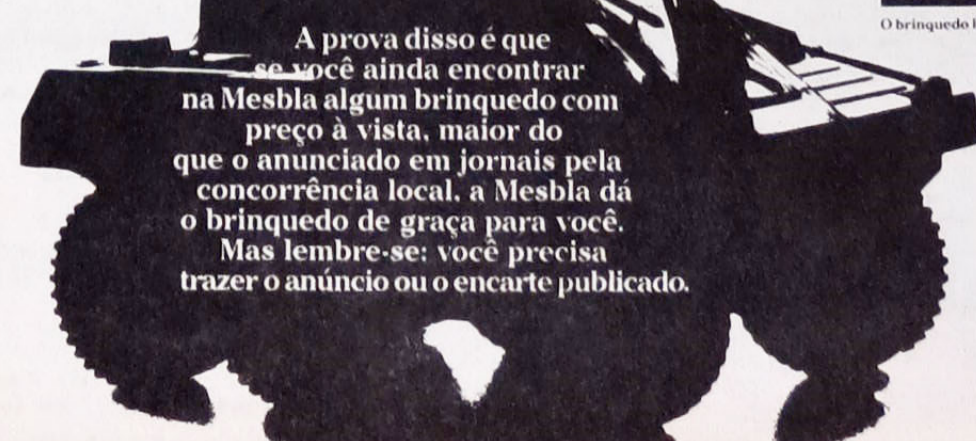 O brinquedo
A prova disso é que
se você ainda encontrar
na Mesbla algum brinquedo com
preço à vista, maior do
que o anunciado em jornais pela
concorrência local, a Mesbla dá
o brinquedo de graça para você.
Mas lembre-se: você precisa
trazer o anúncio ou o encarte publicado.